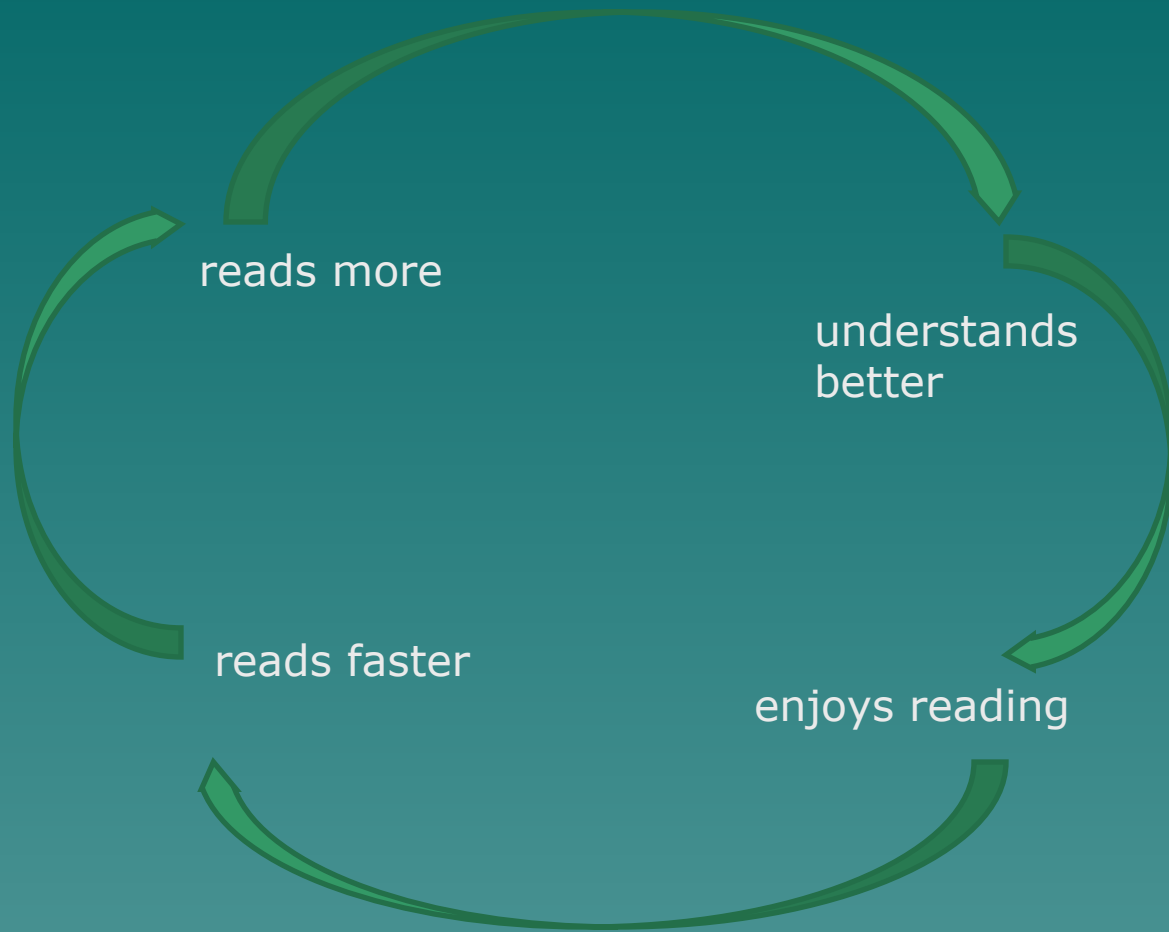 reads more
understands
better
reads faster
enjoys reading